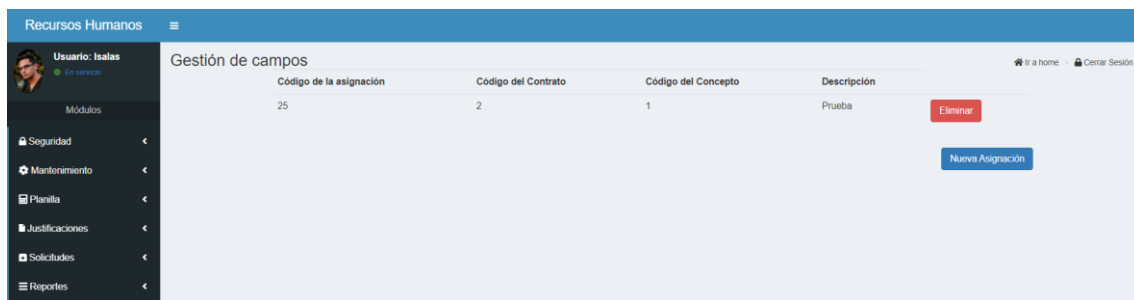 Recursos Humanos
Usuario: Isalas
En servicio
Módulos
Seguridad
Mantenimiento
Planilla
Justificaciones
Solicitudes
Reportes
Gestión de campos
Ir a home > Cerrar Sesión
Código de la asignación Código del Contrato Código del Concepto Descripción
25 2 1 Prueba Eliminar
Nueva Asignación